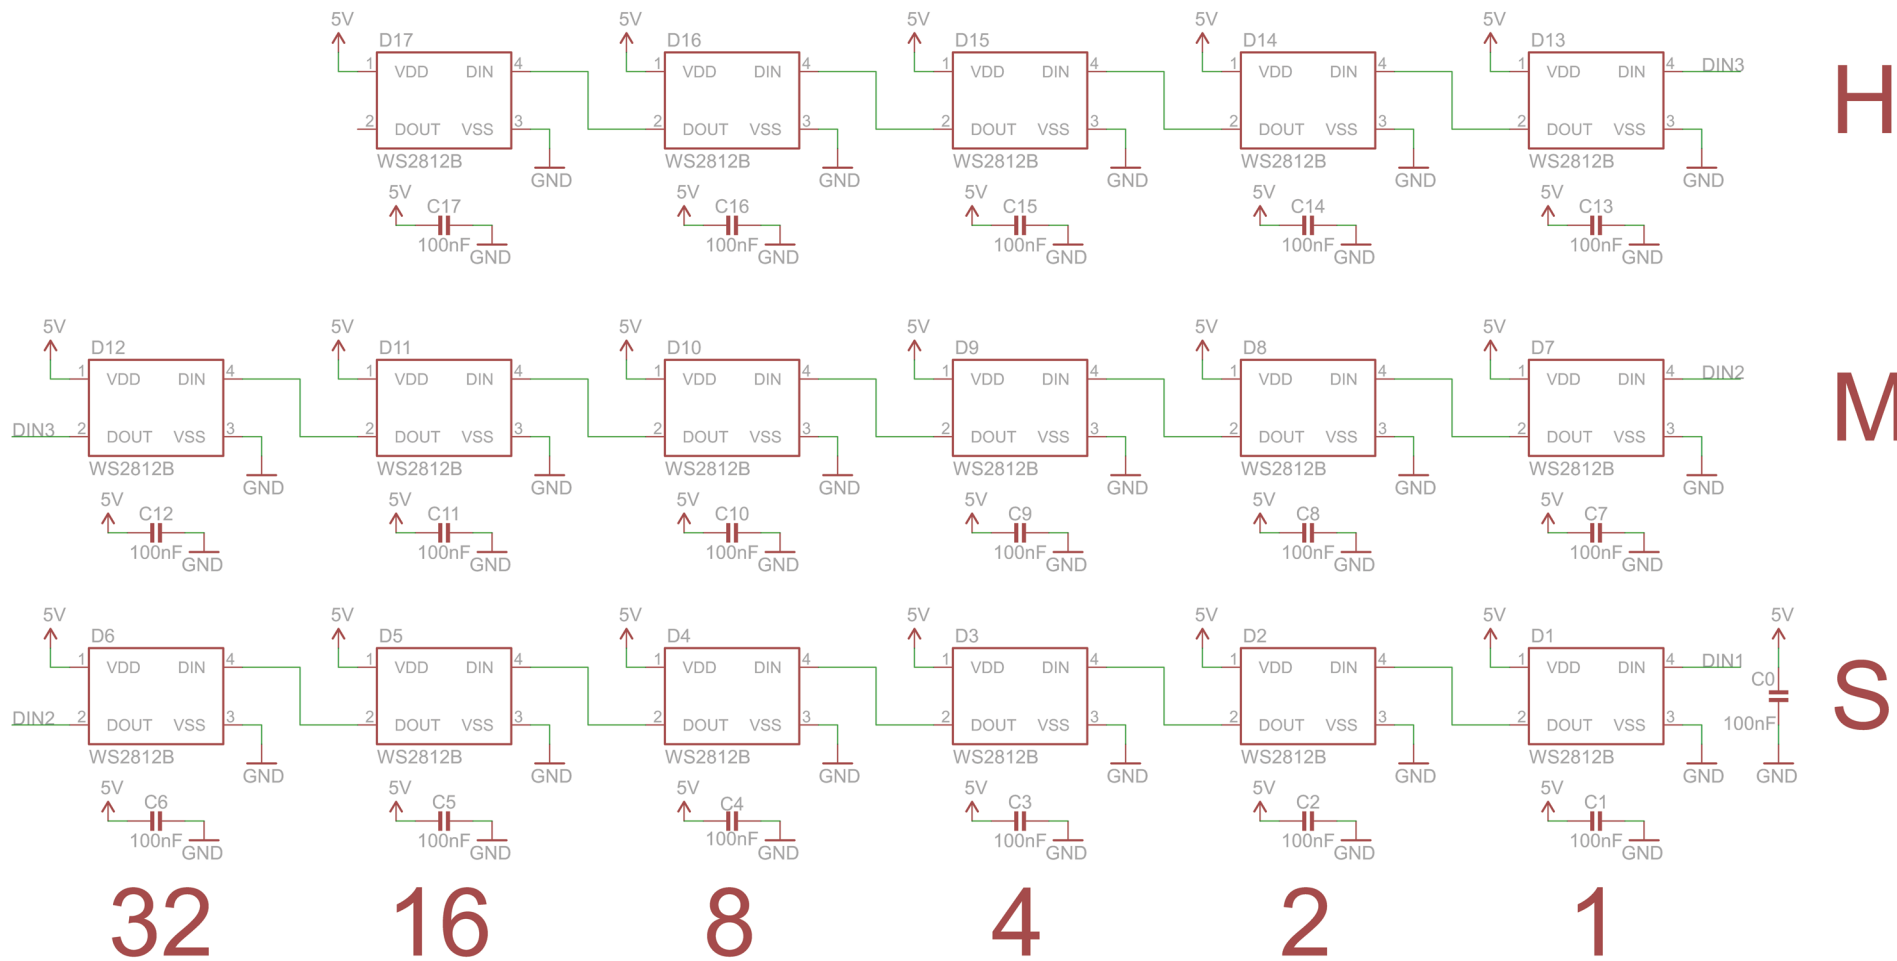 5V 5V 5V 5V 5V
D17 D16 D15 D14 D13
1 VDD DIN 4 1 VDD DIN 4 1 VDD DIN 4 1 VDD DIN 4 1 VDD DIN 4 DIN3 H
2 DOUT VSS 3 2 DOUT VSS 3 2 DOUT VSS 3 2 DOUT VSS 3 2 DOUT VSS 3
WS2812B WS2812B WS2812B WS2812B WS2812B
GND GND GND GND GND
5V 5V 5V 5V 5V
C17 C16 C15 C14 C13
100nF 100nF 100nF 100nF 100nF
GND GND GND GND GND
5V 5V 5V 5V 5V 5V
D12 D11 D10 D9 D8 D7
1 VDD DIN 4 1 VDD DIN 4 1 VDD DIN 4 1 VDD DIN 4 1 VDD DIN 4 1 VDD DIN 4 DIN2 M
DIN3 2 DOUT VSS 3 2 DOUT VSS 3 2 DOUT VSS 3 2 DOUT VSS 3 2 DOUT VSS 3 2 DOUT VSS 3
WS2812B WS2812B WS2812B WS2812B WS2812B WS2812B
GND GND GND GND GND GND
5V 5V 5V 5V 5V 5V
C12 C11 C10 C9 C8 C7
100nF 100nF 100nF 100nF 100nF 100nF
GND GND GND GND GND GND
5V 5V 5V 5V 5V 5V 5V
D6 D5 D4 D3 D2 D1
1 VDD DIN 4 1 VDD DIN 4 1 VDD DIN 4 1 VDD DIN 4 1 VDD DIN 4 1 VDD DIN 4 DIN1 C0 S
DIN2 2 DOUT VSS 3 2 DOUT VSS 3 2 DOUT VSS 3 2 DOUT VSS 3 2 DOUT VSS 3 2 DOUT VSS 3 100nF
WS2812B WS2812B WS2812B WS2812B WS2812B WS2812B
GND GND GND GND GND GND GND
5V 5V 5V 5V 5V 5V
C6 C5 C4 C3 C2 C1
100nF 100nF 100nF 100nF 100nF 100nF
GND GND GND GND GND GND
32 16 8 4 2 1